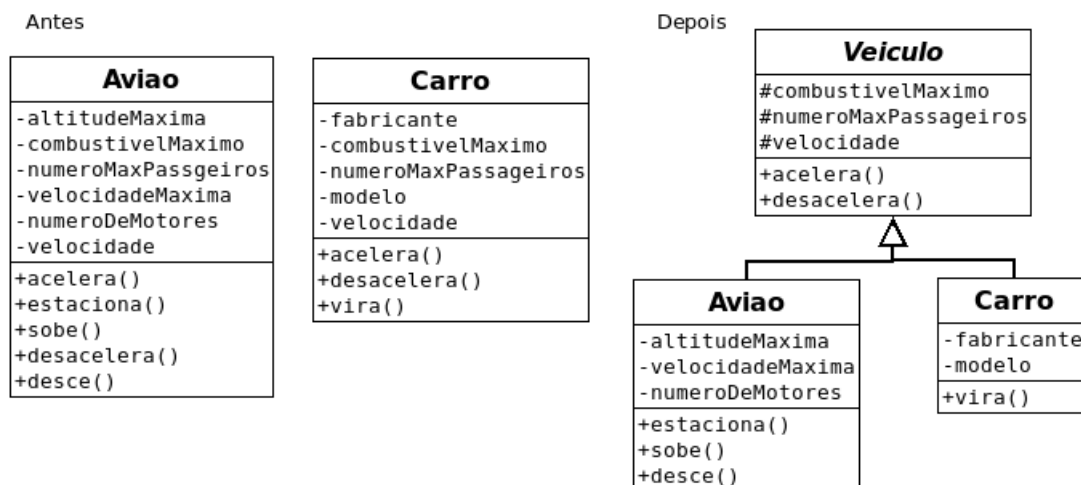 Antes
Aviao
-altitudeMaxima
-combustivelMaximo
-numeroMaxPassgeiros
-velocidadeMaxima
-numeroDeMotores
-velocidade
+acelera()
+estaciona()
+sobe()
+desacelera()
+desce()
Carro
-fabricante
-combustivelMaximo
-numeroMaxPassageiros
-modelo
-velocidade
+acelera()
+desacelera()
+vira()
Depois
Veiculo
#combustivelMaximo
#numeroMaxPassageiros
#velocidade
+acelera()
+desacelera()
Aviao
-altitudeMaxima
-velocidadeMaxima
-numeroDeMotores
+estaciona()
+sobe()
+desce()
Carro
-fabricante
-modelo
+vira()